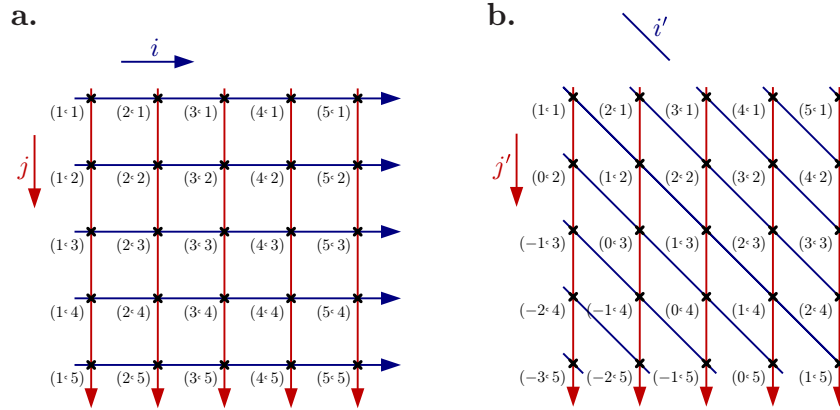 a.
i
j
(1‹1) (2‹1) (3‹1) (4‹1) (5‹1)
(1‹2) (2‹2) (3‹2) (4‹2) (5‹2)
(1‹3) (2‹3) (3‹3) (4‹3) (5‹3)
(1‹4) (2‹4) (3‹4) (4‹4) (5‹4)
(1‹5) (2‹5) (3‹5) (4‹5) (5‹5)
b.
i′
j′
(1‹1) (2‹1) (3‹1) (4‹1) (5‹1)
(0‹2) (1‹2) (2‹2) (3‹2) (4‹2)
(−1‹3) (0‹3) (1‹3) (2‹3) (3‹3)
(−2‹4) (−1‹4) (0‹4) (1‹4) (2‹4)
(−3‹5) (−2‹5) (−1‹5) (0‹5) (1‹5)